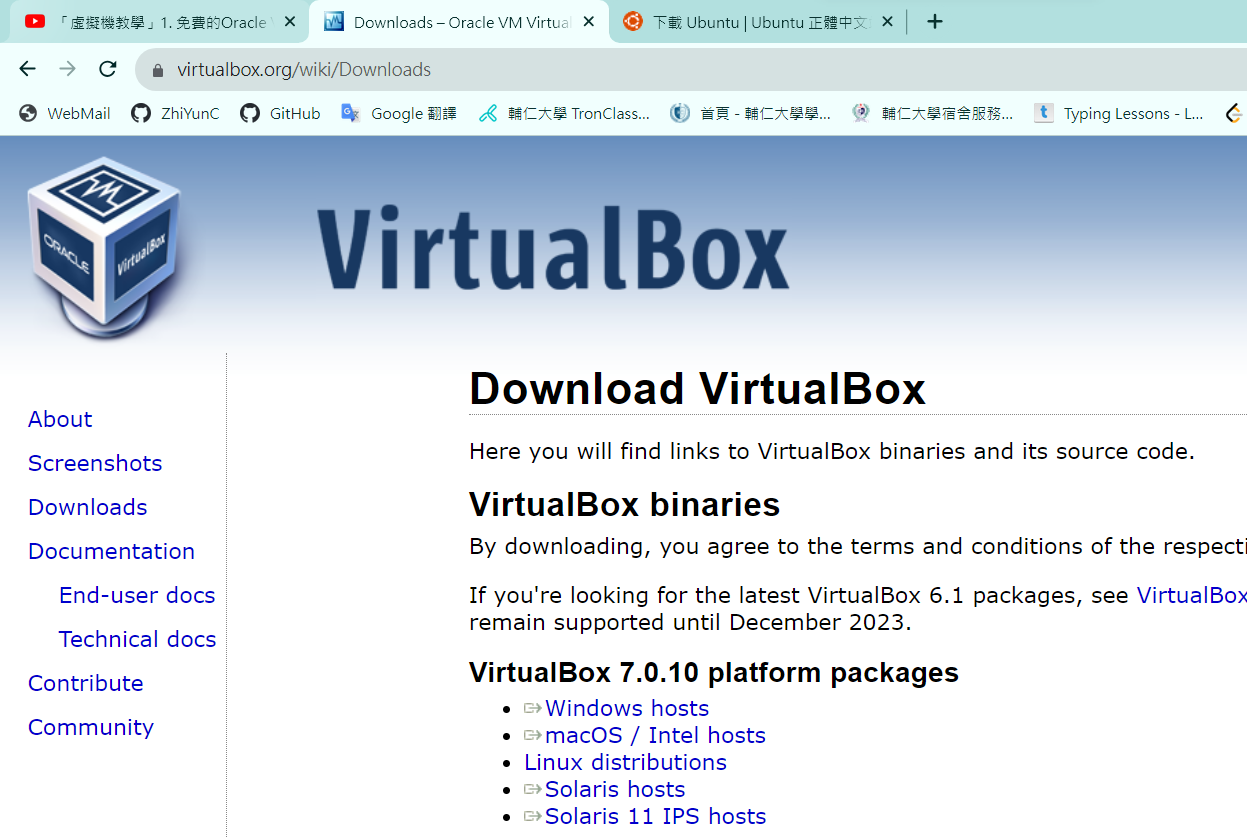 「虛擬機教學」1. 免費的Oracle
Downloads – Oracle VM Virtual
下載 Ubuntu | Ubuntu 正體中文
virtualbox.org/wiki/Downloads
WebMail
ZhiYunC
GitHub
Google 翻譯
輔仁大學 TronClass...
首頁 - 輔仁大學學...
輔仁大學宿舍服務...
Typing Lessons - L...
ORACLE
VirtualBox
VirtualBox
About
Screenshots
Downloads
Documentation
End-user docs
Technical docs
Contribute
Community
Download VirtualBox
Here you will find links to VirtualBox binaries and its source code.
VirtualBox binaries
By downloading, you agree to the terms and conditions of the respecti
If you're looking for the latest VirtualBox 6.1 packages, see VirtualBox
remain supported until December 2023.
VirtualBox 7.0.10 platform packages
Windows hosts
macOS / Intel hosts
Linux distributions
Solaris hosts
Solaris 11 IPS hosts